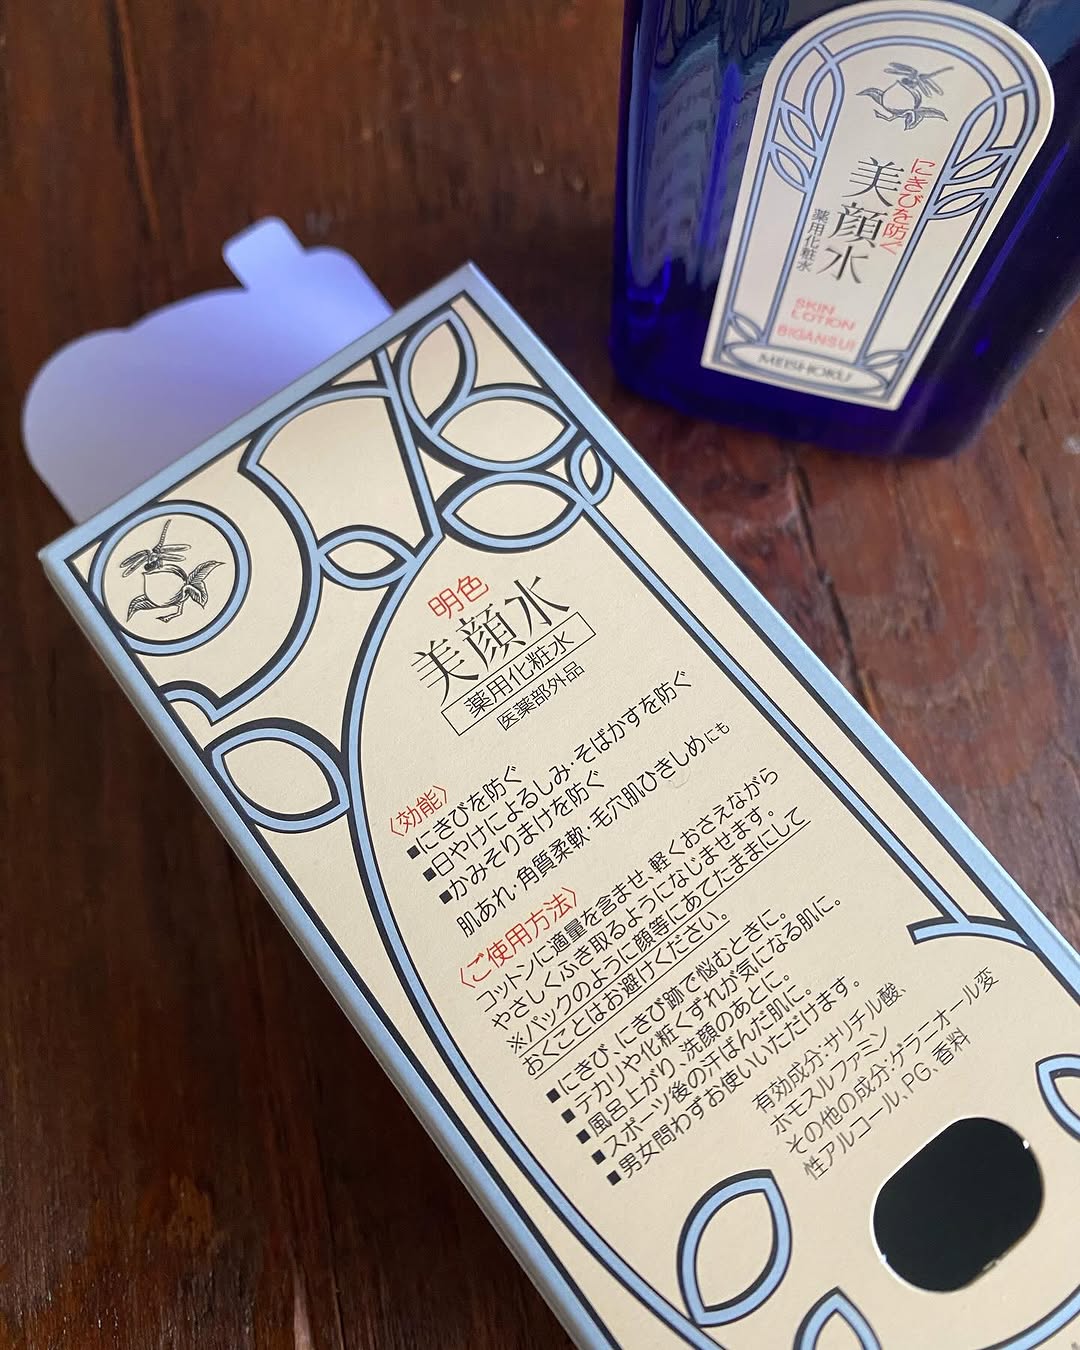 にきびを防ぐ
美顔水
薬用化粧水
SKIN
LOTION
BIGANSUI
MEISHOKU
明色
美顔水
薬用化粧水
医薬部外品
〈効能〉
■にきびを防ぐ
■日やけによるしみ・そばかすを防ぐ
■かみそりまけを防ぐ
肌あれ・角質柔軟・毛穴肌ひきしめにも
〈ご使用方法〉
コットンに適量を含ませ、軽くおさえながら
やさしくふき取るようになじませます。
※パックのように顔等にあてたままにして
おくことはお避けください。
■にきび、にきび跡で悩むときに。
■テカリや化粧くずれが気になる肌に。
■風呂上がり、洗顔のあとに。
■スポーツ後の汗ばんだ肌に。
■男女問わずお使いいただけます。
有効成分:サリチル酸、
ホモスルファミン
その他の成分:ゲラニオール変
性アルコール、PG、香料